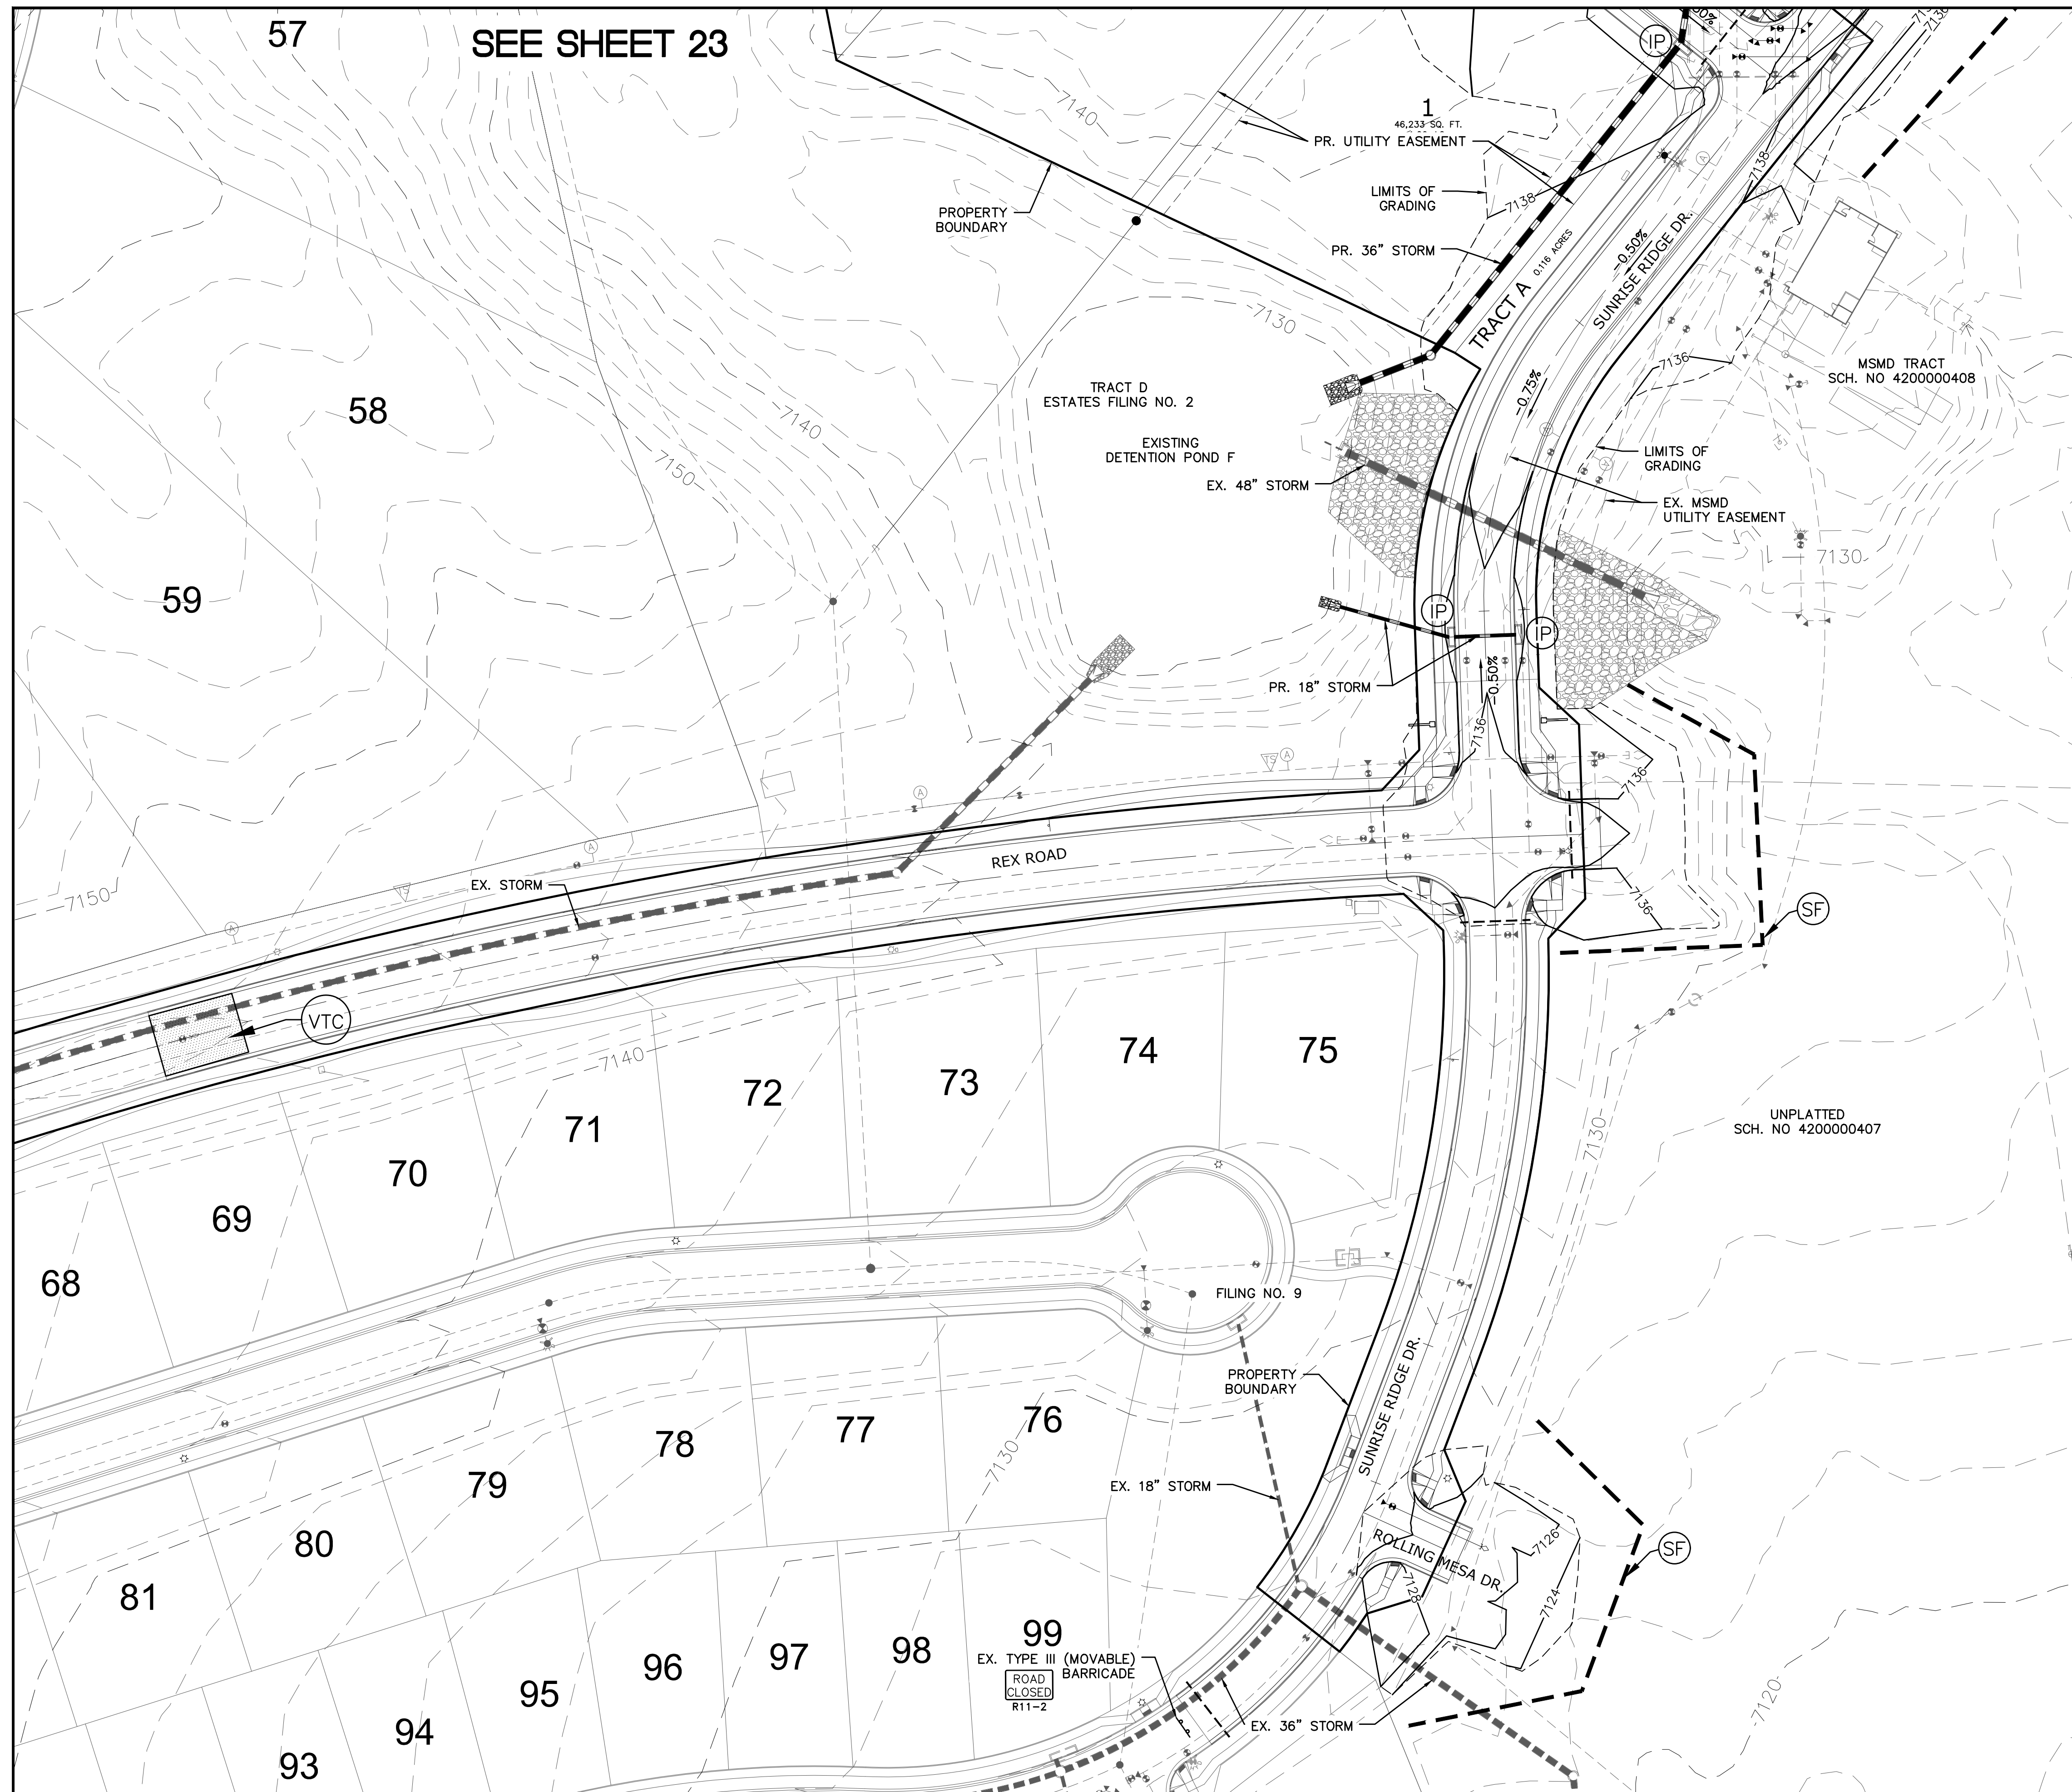 57
SEE SHEET 23
1
46,233 SQ. FT.
PR. UTILITY EASEMENT
7140
7138
7138
LIMITS OF
GRADING
7138
PROPERTY
BOUNDARY
PR. 36" STORM
TRACT A
0.116 ACRES
-0.50%
SUNRISE RIDGE DR.
IP
A
7130
7136
MSMD TRACT
SCH. NO 4200000408
-0.75%
TRACT D
ESTATES FILING NO. 2
58
7140
EXISTING
DETENTION POND F
7150
EX. 48" STORM
LIMITS OF
GRADING
A
EX. MSMD
UTILITY EASEMENT
7130
59
IP
IP
PR. 18" STORM
-0.50%
7136
7136
TS
A
A
A
REX ROAD
EX. STORM
TS
7150
A
7136
SF
VTC
7140
74
75
73
72
71
70
69
68
UNPLATTED
SCH. NO 4200000407
7130
FILING NO. 9
PROPERTY
BOUNDARY
SUNRISE RIDGE DR.
76
77
78
79
80
81
7130
EX. 18" STORM
ROLLING MESA DR.
7126
7128
7124
SF
99
98
97
96
95
94
93
EX. TYPE III (MOVABLE)
BARRICADE
ROAD
CLOSED
R11-2
EX. 36" STORM
7120